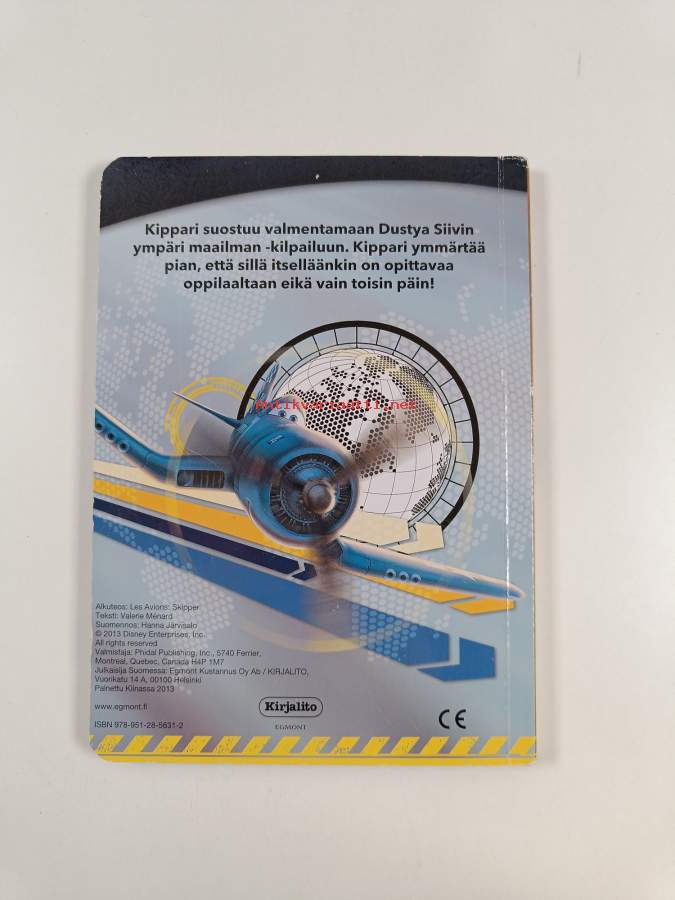 Kippari suostuu valmentamaan Dustya Siivin
ympäri maailman -kilpailuun. Kippari ymmärtää
pian, että sillä itselläänkin on opittavaa
oppilaaltaan eikä vain toisin päin!
Antikvariaatti.net
Alkuteos: Les Avions: Skipper
Teksti: Valerie Ménard
Suomennos: Hanna Järvisalo
© 2013 Disney Enterprises, Inc.
All rights reserved
Valmistaja: Phidal Publishing, Inc., 5740 Ferrier,
Montreal, Quebec, Canada H4P 1M7
Julkaisija Suomessa: Egmont Kustannus Oy Ab / KIRJALITO,
Vuorikatu 14 A, 00100 Helsinki
Painettu Kiinassa 2013
www.egmont.fi
ISBN 978-951-28-5631-2
Kirjalito
EGMONT
CE